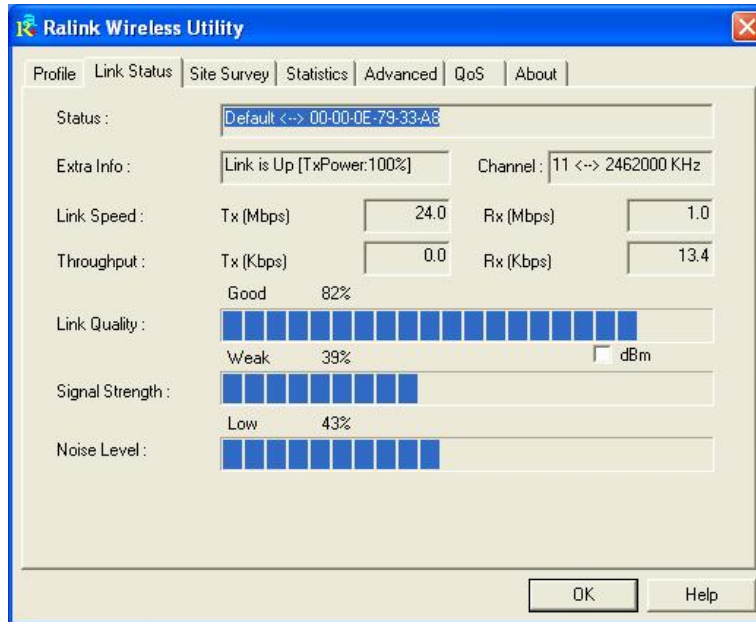 Ralink Wireless Utility
Profile Link Status Site Survey Statistics Advanced QoS About
Status : Default <--> 00-00-0E-79-33-A8
Extra Info : Link is Up [TxPower:100%] Channel : 11 <--> 2462000 KHz
Link Speed : Tx (Mbps) 24.0 Rx (Mbps) 1.0
Throughput : Tx (Kbps) 0.0 Rx (Kbps) 13.4
Good 82%
Link Quality :
Weak 39% dBm
Signal Strength :
Low 43%
Noise Level :
OK Help